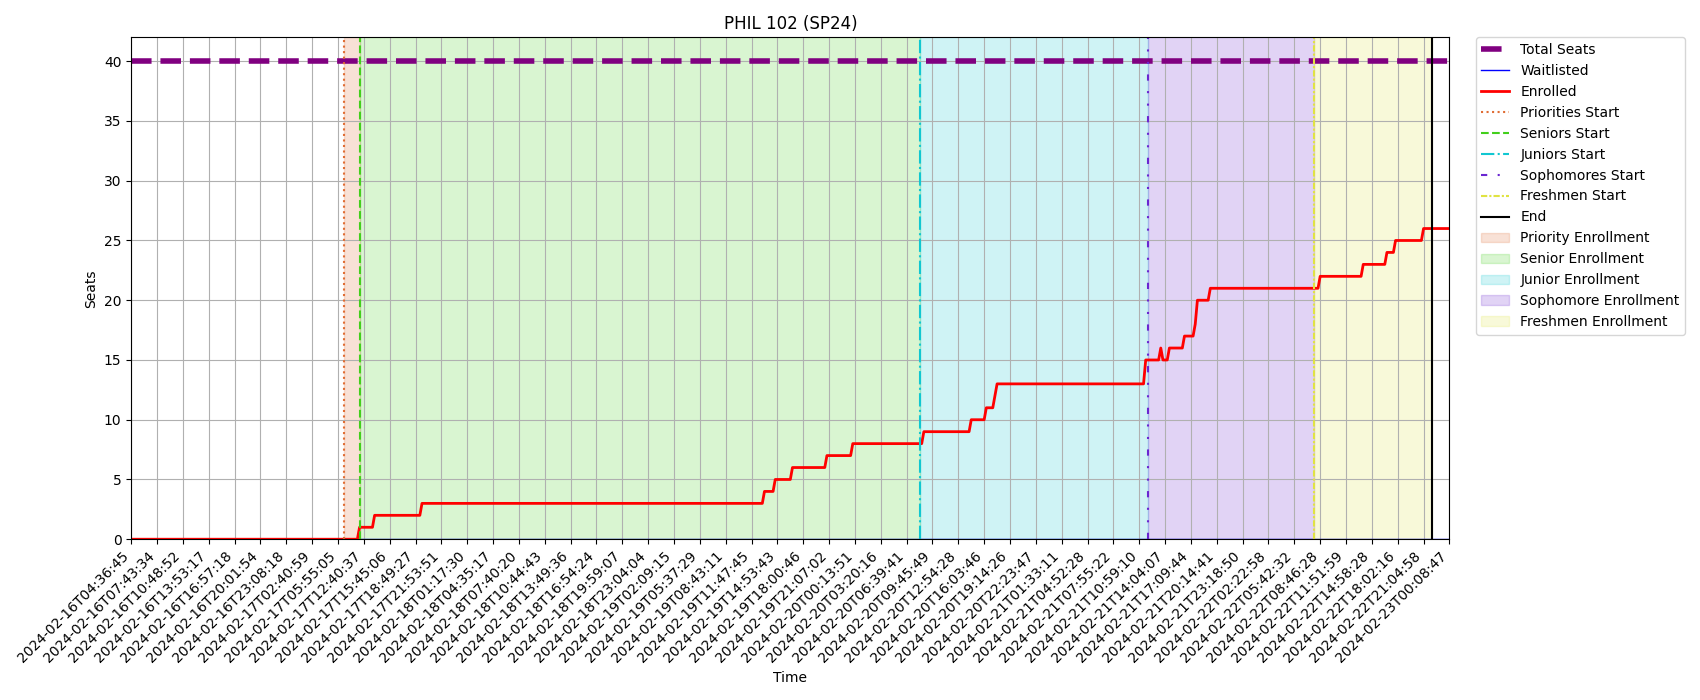 PHIL 102 (SP24)
Seats
40
35
30
25
20
15
10
5
0
2024-02-16T04:36:45
2024-02-16T07:43:34
2024-02-16T10:48:52
2024-02-16T13:53:17
2024-02-16T16:57:18
2024-02-16T20:01:54
2024-02-16T23:08:18
2024-02-17T02:40:59
2024-02-17T05:55:05
2024-02-17T12:40:37
2024-02-17T15:45:06
2024-02-17T18:49:27
2024-02-17T21:53:51
2024-02-18T01:17:30
2024-02-18T04:35:17
2024-02-18T07:40:20
2024-02-18T10:44:43
2024-02-18T13:49:36
2024-02-18T16:54:24
2024-02-18T19:59:07
2024-02-18T23:04:04
2024-02-19T02:09:15
2024-02-19T05:37:29
2024-02-19T08:43:11
2024-02-19T11:47:45
2024-02-19T14:53:43
2024-02-19T18:00:46
2024-02-19T21:07:02
2024-02-20T00:13:51
2024-02-20T03:20:16
2024-02-20T06:39:41
2024-02-20T09:45:49
2024-02-20T12:54:28
2024-02-20T16:03:46
2024-02-20T19:14:26
2024-02-20T22:23:47
2024-02-21T01:33:11
2024-02-21T04:52:28
2024-02-21T07:55:22
2024-02-21T10:59:10
2024-02-21T14:04:07
2024-02-21T17:09:44
2024-02-21T20:14:41
2024-02-21T23:18:50
2024-02-22T02:22:58
2024-02-22T05:42:32
2024-02-22T08:46:28
2024-02-22T11:51:59
2024-02-22T14:58:28
2024-02-22T18:02:16
2024-02-22T21:04:58
2024-02-23T00:08:47
Time
Total Seats
Waitlisted
Enrolled
Priorities Start
Seniors Start
Juniors Start
Sophomores Start
Freshmen Start
End
Priority Enrollment
Senior Enrollment
Junior Enrollment
Sophomore Enrollment
Freshmen Enrollment